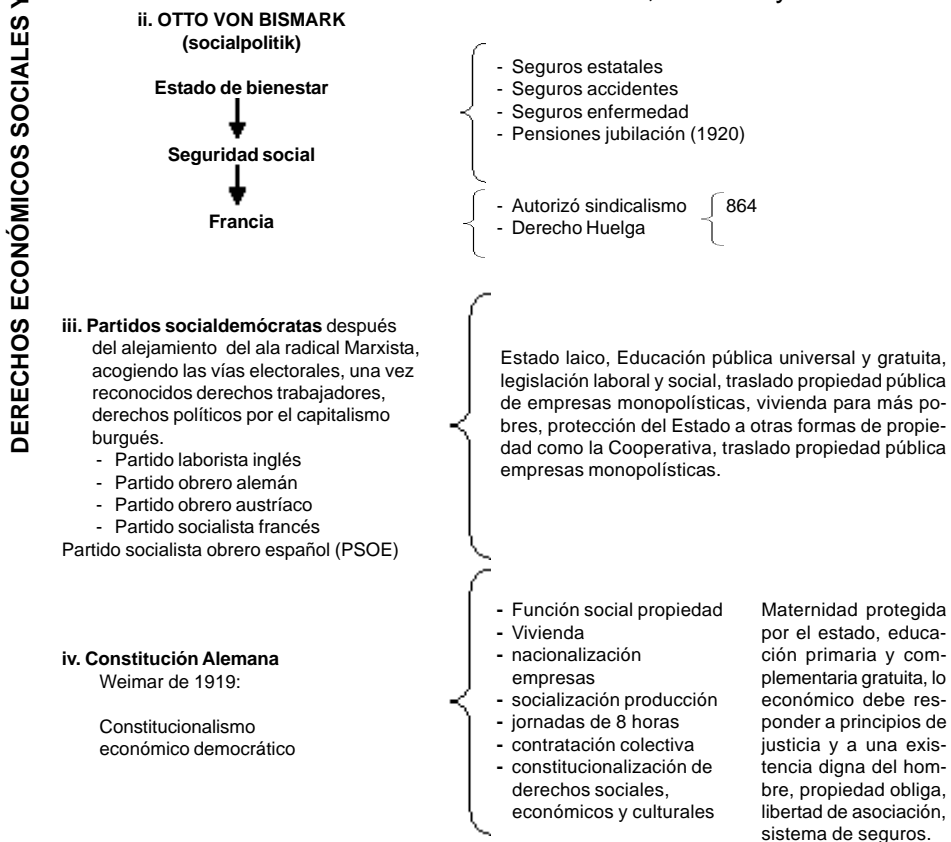 DERECHOS ECONÓMICOS SOCIALES Y
ii. OTTO VON BISMARK
(socialpolitik)
Estado de bienestar
Seguridad social
Francia
- Seguros estatales
- Seguros accidentes
- Seguros enfermedad
- Pensiones jubilación (1920)
- Autorizó sindicalismo
- Derecho Huelga
864
iii. Partidos socialdemócratas después
del alejamiento del ala radical Marxista,
acogiendo las vías electorales, una vez
reconocidos derechos trabajadores,
derechos políticos por el capitalismo
burgués.
- Partido laborista inglés
- Partido obrero alemán
- Partido obrero austríaco
- Partido socialista francés
Partido socialista obrero español (PSOE)
Estado laico, Educación pública universal y gratuita,
legislación laboral y social, traslado propiedad pública
de empresas monopolísticas, vivienda para más po-
bres, protección del Estado a otras formas de propie-
dad como la Cooperativa, traslado propiedad pública
empresas monopolísticas.
iv. Constitución Alemana
Weimar de 1919:
Constitucionalismo
económico democrático
- Función social propiedad
- Vivienda
- nacionalización
empresas
- socialización producción
- jornadas de 8 horas
- contratación colectiva
- constitucionalización de
derechos sociales,
económicos y culturales
Maternidad protegida
por el estado, educa-
ción primaria y com-
plementaria gratuita, lo
económico debe res-
ponder a principios de
justicia y a una exis-
tencia digna del hom-
bre, propiedad obliga,
libertad de asociación,
sistema de seguros.